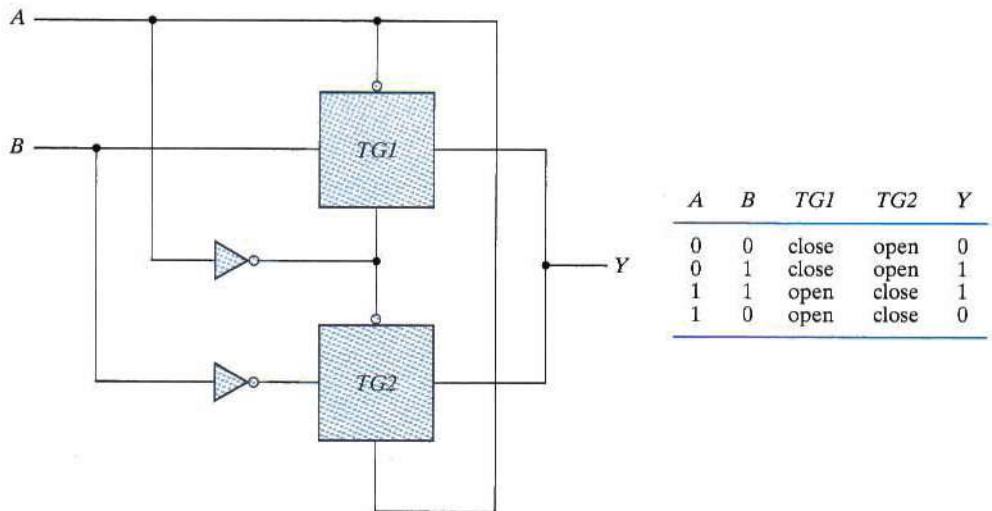 A
B
TG1
TG2
Y
A B TG1 TG2 Y
0 0 close open 0
0 1 close open 1
1 1 open close 1
1 0 open close 0